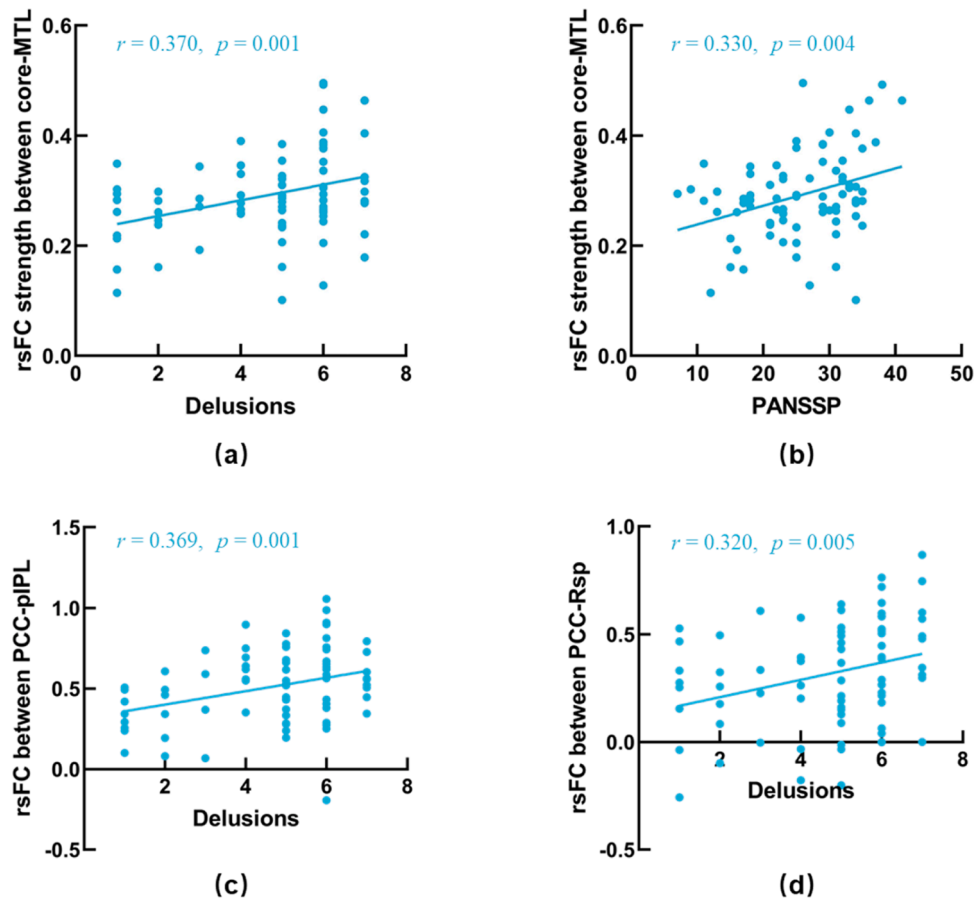 rsFC strength between core-MTL
r = 0.370, p = 0.001
0.6
0.4
0.2
0.0
0 2 4 6 8
Delusions
(a)
rsFC strength between core-MTL
r = 0.330, p = 0.004
0.6
0.4
0.2
0.0
0 10 20 30 40 50
PANSSP
(b)
rsFC between PCC-pIPL
r = 0.369, p = 0.001
1.5
1.0
0.5
0.0
-0.5
2 4 6 8
Delusions
(c)
rsFC between PCC-Rsp
r = 0.320, p = 0.005
1.0
0.5
0.0
-0.5
2 4 6 8
Delusions
(d)